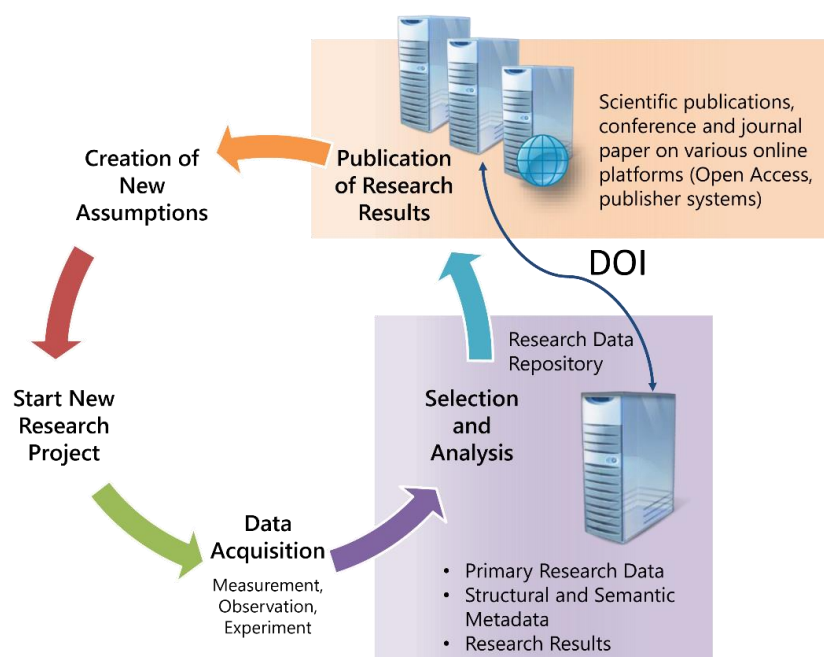 Scientific publications,
conference and journal
paper on various online
platforms (Open Access,
publisher systems)
Publication
of Research
Results
Creation of
New
Assumptions
DOI
Research Data
Repository
Start New
Research
Project
Selection
and
Analysis
Data
Acquisition
Measurement,
Observation,
Experiment
• Primary Research Data
• Structural and Semantic
Metadata
• Research Results